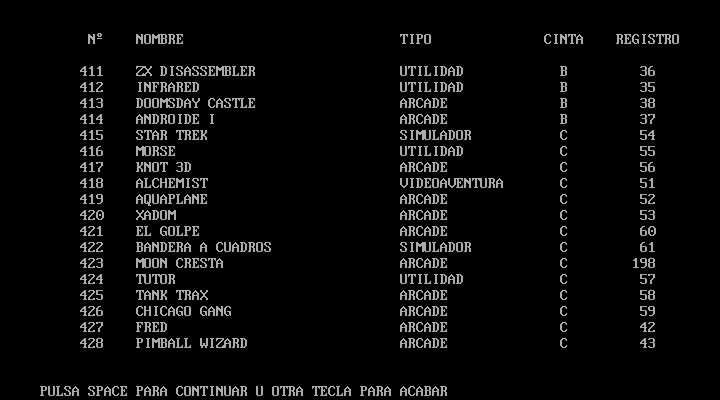 Nº NOMBRE TIPO CINTA REGISTRO
411 ZX DISASSEMBLER UTILIDAD B 36
412 INFRARED UTILIDAD B 35
413 DOOMSDAY CASTLE ARCADE B 38
414 ANDROIDE I ARCADE B 37
415 STAR TREK SIMULADOR C 54
416 MORSE UTILIDAD C 55
417 KNOT 3D ARCADE C 56
418 ALCHEMIST VIDEOAVENTURA C 51
419 AQUAPLANE ARCADE C 52
420 XADOM ARCADE C 53
421 EL GOLPE ARCADE C 60
422 BANDERA A CUADROS SIMULADOR C 61
423 MOON CRESTA ARCADE C 198
424 TUTOR UTILIDAD C 57
425 TANK TRAX ARCADE C 58
426 CHICAGO GANG ARCADE C 59
427 FRED ARCADE C 42
428 PIMBALL WIZARD ARCADE C 43
PULSA SPACE PARA CONTINUAR U OTRA TECLA PARA ACABAR